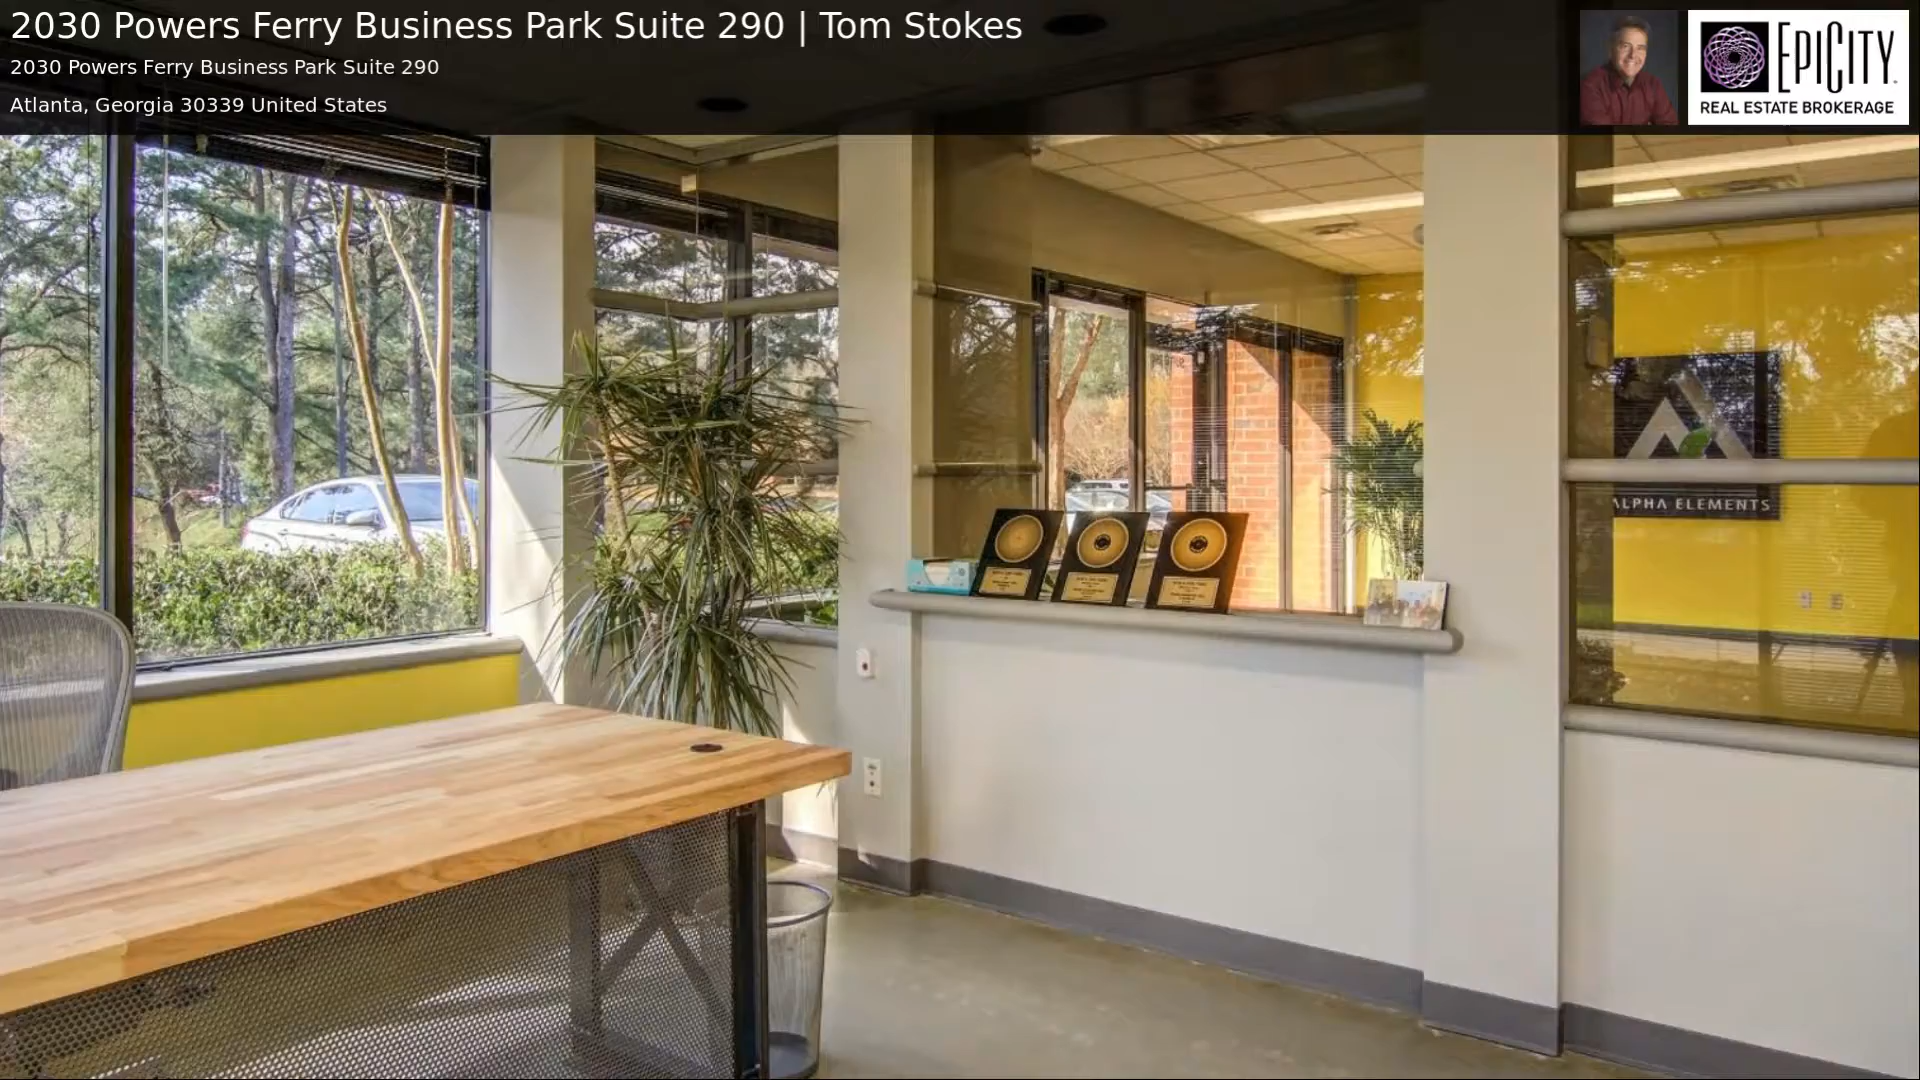 2030 Powers Ferry Business Park Suite 290 | Tom Stokes
2030 Powers Ferry Business Park Suite 290
Atlanta, Georgia 30339 United States
EPICITY
REAL ESTATE BROKERAGE
ALPHA ELEMENTS